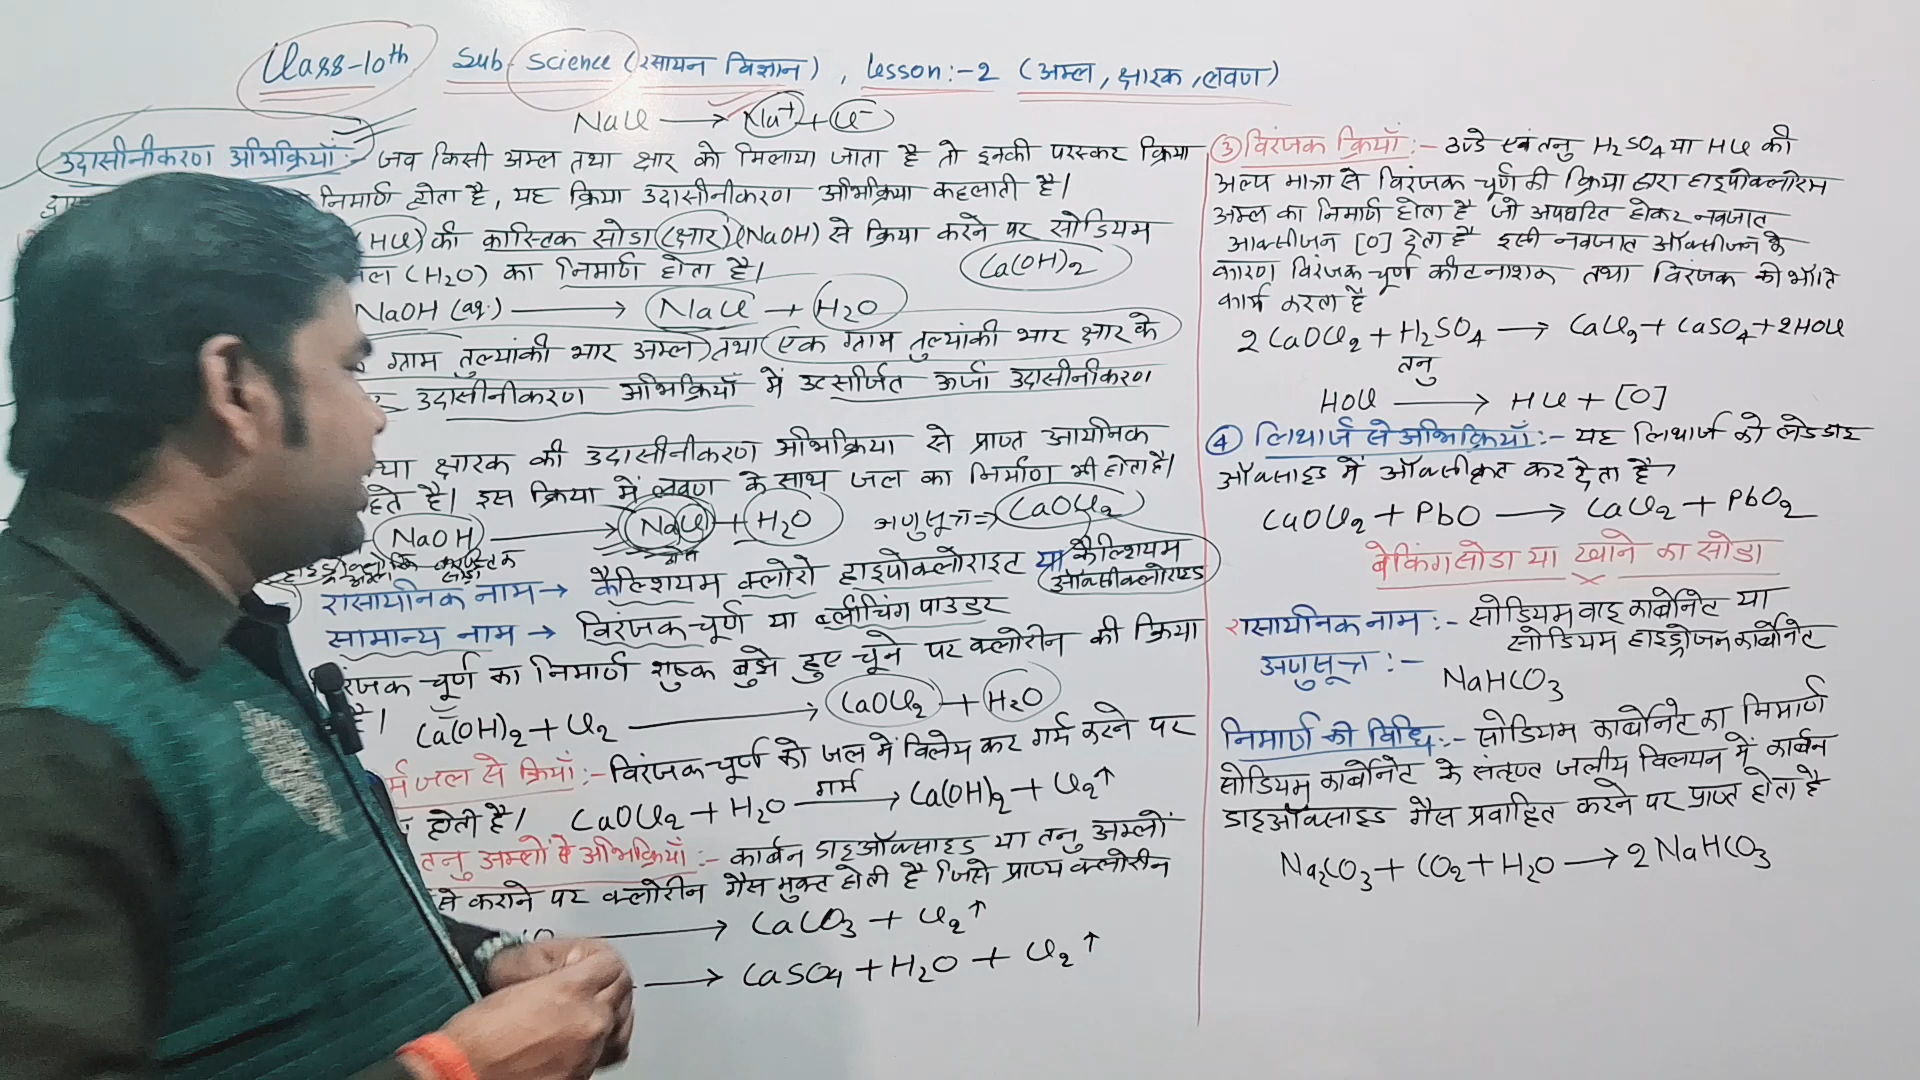 Class-10th Sub-Science (रसायन विज्ञान), Lesson:-2 (अम्ल, क्षारक, लवण)
NaCl → Na⁺ + Cl⁻
उदासीनीकरण अभिक्रियाँ:- जब किसी अम्ल तथा क्षार को मिलाया जाता है तो इनकी परस्कर क्रिया
निमार्ण होता है, यह क्रिया उदासीनीकरण अभिक्रिया कहलाती है।
(HCl) की कास्तिक सोडा (क्षार) (NaOH) से क्रिया करने पर सोडियम
(H₂O) का निमार्ण होता है।
Ca(OH)₂
NaOH (aq.) → NaCl + H₂O
ग्राम तुल्यांकी भार अम्ल तथा एक ग्राम तुल्यांकी भार क्षार के
उदासीनीकरण अभिक्रियाँ में उत्सर्जित ऊर्जा उदासीनीकरण
क्षारक की उदासीनीकरण अभिक्रिया से प्राप्त आयनिक
है। इस क्रिया में लवण के साथ जल का निर्माण भी होता है।
NaOH → NaCl + H₂O अणुसूत्र ⇒ CaOCl₂
रासायनिक नाम → कैल्शियम क्लोरो हाइपोक्लोराइट या कैल्शियम
ऑक्सीक्लोराइड
सामान्य नाम → विरंजक चूर्ण या ब्लीचिंग पाउडर
चूर्ण का निमार्ण शुष्क बुझे हुए चूने पर क्लोरीन की क्रिया
है।
Ca(OH)₂ + Cl₂ → CaOCl₂ + H₂O
जल से क्रियाँ:- विरंजक चूर्ण को जल में विलेय कर गर्म करने पर
होती है। CaOCl₂ + H₂O गर्म → Ca(OH)₂ + Cl₂↑
तनु अम्लों से अभिक्रियाँ:- कार्बन डाइऑक्साइड या तनु अम्लों
से कराने पर क्लोरीन गैस मुक्त होती है जिसे प्राप्य क्लोरीन
→ CaCO₃ + Cl₂↑
→ CaSO₄ + H₂O + Cl₂↑
③ विरंजक क्रियाँ:- ठण्डे एवं तनु H₂SO₄ या HCl की
अल्प मात्रा से विरंजक चूर्ण की क्रिया द्वारा हाइपोक्लोरस
अम्ल का निमार्ण होता है जो अपघटित होकर नवजात
आक्सीजन [O] देता है इसी नवजात ऑक्सीजन के
कारण विरंजक चूर्ण कीटनाशक तथा विरंजक की भाँति
कार्य करता है
2CaOCl₂ + H₂SO₄ → CaCl₂ + CaSO₄ + 2HOCl
तनु
HOCl → HCl + [O]
④ लिथार्ज से अभिक्रियाँ:- यह लिथार्ज को लेड डाइ
ऑक्साइड में ऑक्सीकृत कर देता है,
CaOCl₂ + PbO → CaCl₂ + PbO₂
बेकिंग सोडा या खाने का सोडा
रासायनिक नाम:- सोडियम वाइ कार्बोनेट या
सोडियम हाइड्रोजन कार्बोनेट
अणुसूत्र:- NaHCO₃
निमार्ण की विधि:- सोडियम कार्बोनेट का निमार्ण
सोडियम कार्बोनेट के संतृप्त जलीय विलयन में कार्बन
डाइऑक्साइड गैस प्रवाहित करने पर प्राप्त होता है
Na₂CO₃ + CO₂ + H₂O → 2NaHCO₃